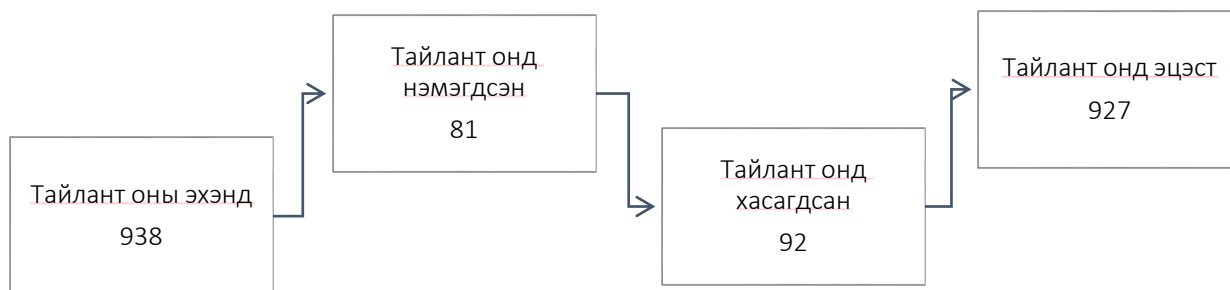 Тайлант оны эхэнд
938
Тайлант онд
нэмэгдсэн
81
Тайлант онд
хасагдсан
92
Тайлант онд эцэст
927